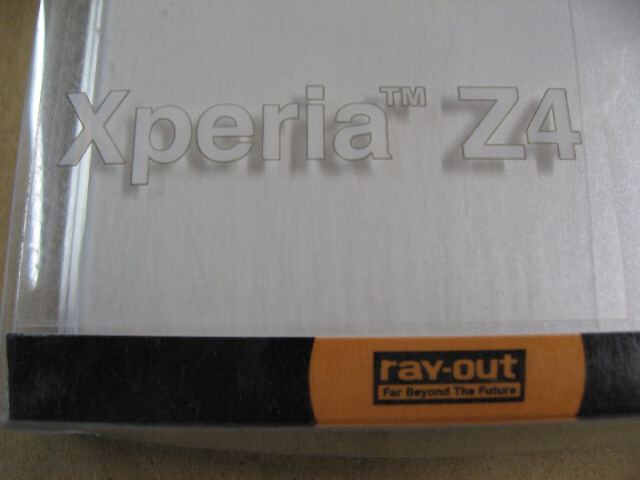 Xperia™ Z4
ray-out
Far Beyond The Future